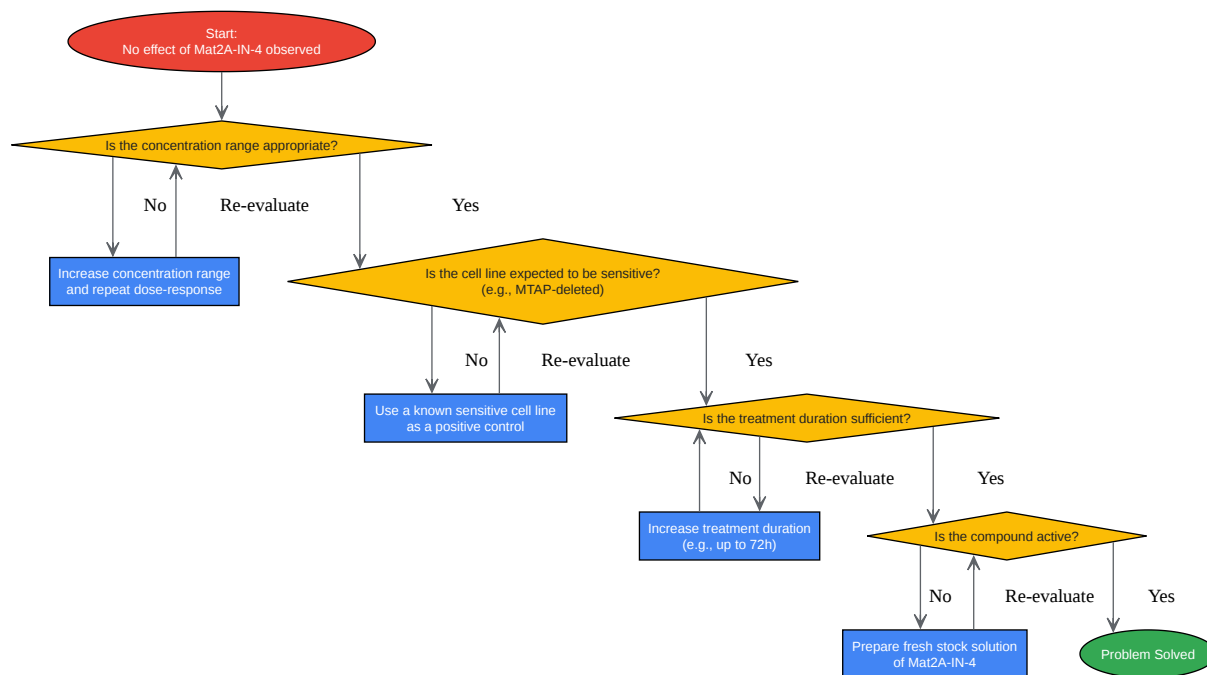 Start:
No effect of Mat2A-IN-4 observed
Is the concentration range appropriate?
No
Re-evaluate
Yes
Increase concentration range
and repeat dose-response
Is the cell line expected to be sensitive?
(e.g., MTAP-deleted)
No
Re-evaluate
Yes
Use a known sensitive cell line
as a positive control
Is the treatment duration sufficient?
No
Re-evaluate
Yes
Increase treatment duration
(e.g., up to 72h)
Is the compound active?
No
Re-evaluate
Yes
Prepare fresh stock solution
of Mat2A-IN-4
Problem Solved